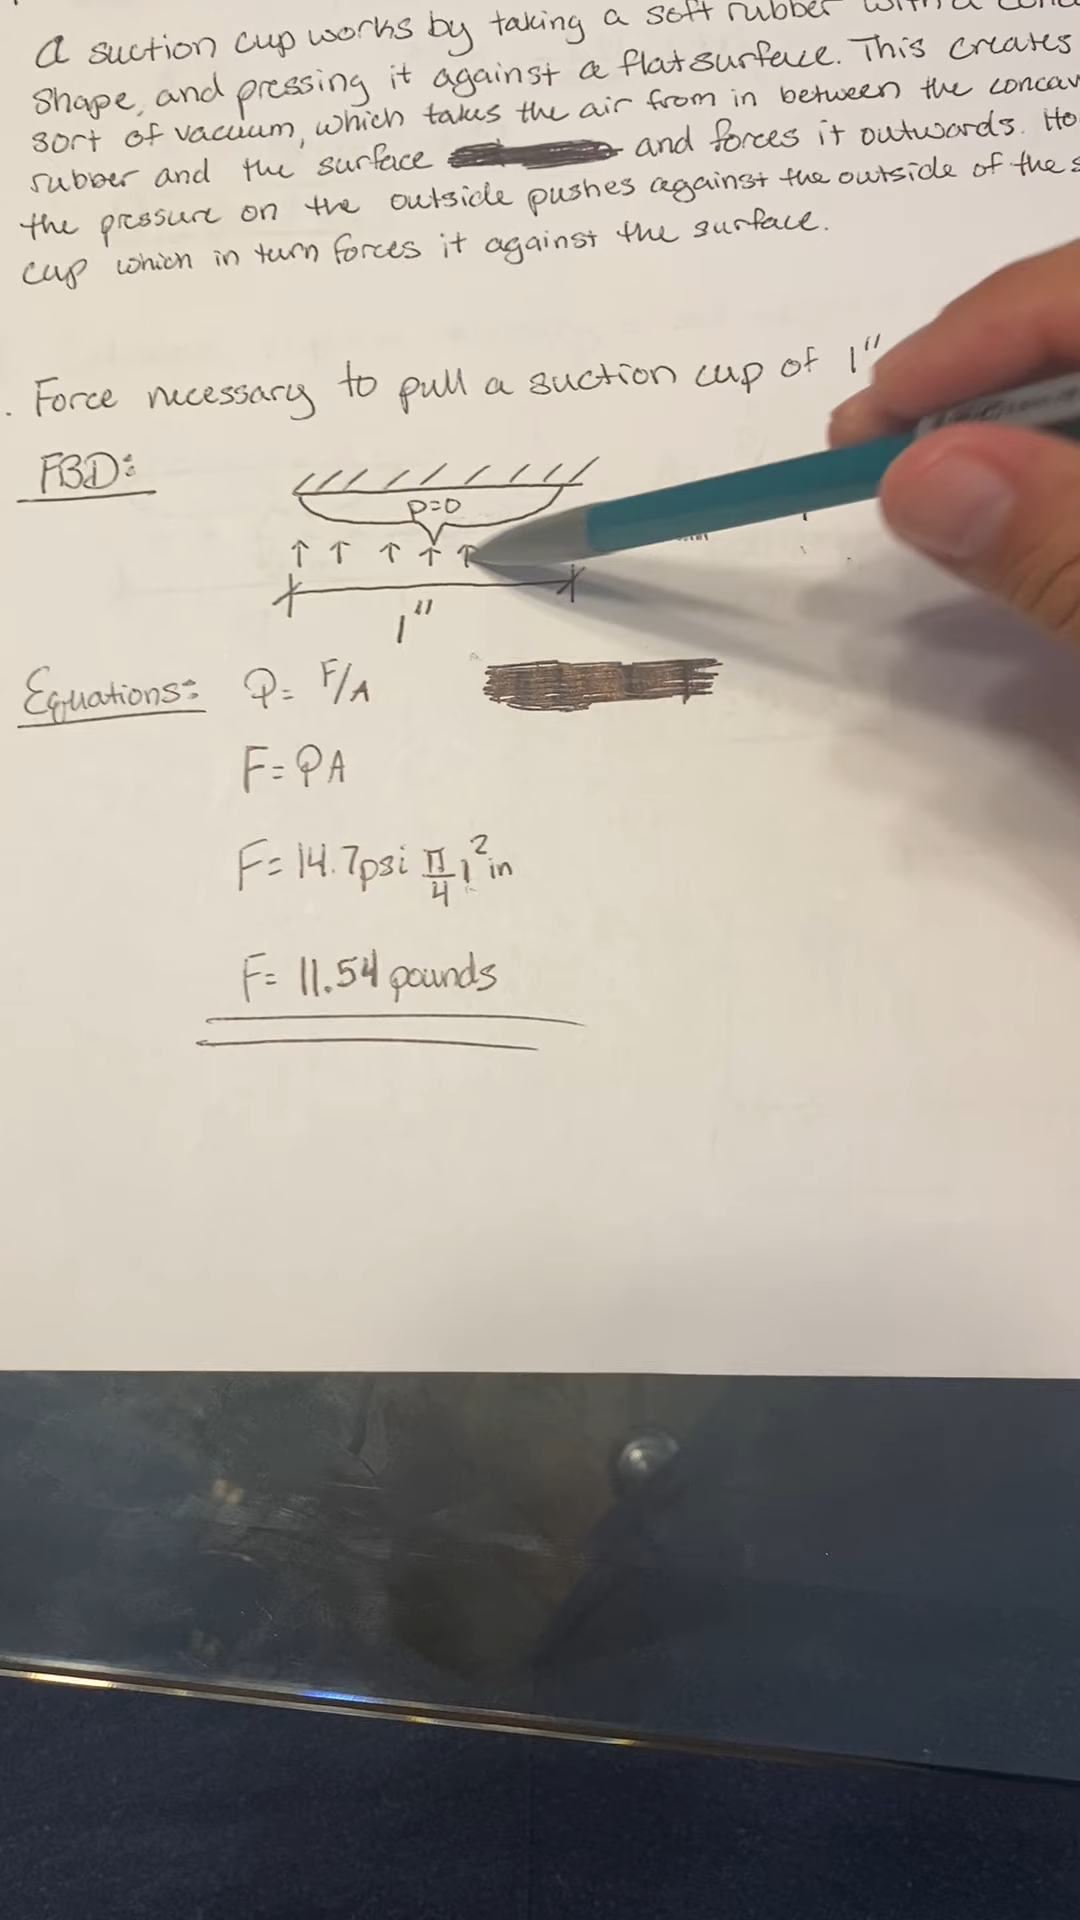 A suction cup works by taking a soft rubber with a
shape, and pressing it against a flat surface. This creates
sort of vacuum, which takes the air from in between the
rubber and the surface and forces it outwards.
the pressure on the outside pushes against the outside of the
cup which in turn forces it against the surface.
. Force necessary to pull a suction cup of 1"
FBD:
P=0
1"
Equations: P= F/A
F= PA
F= 14.7psi π/4 1² in
F= 11.54 pounds